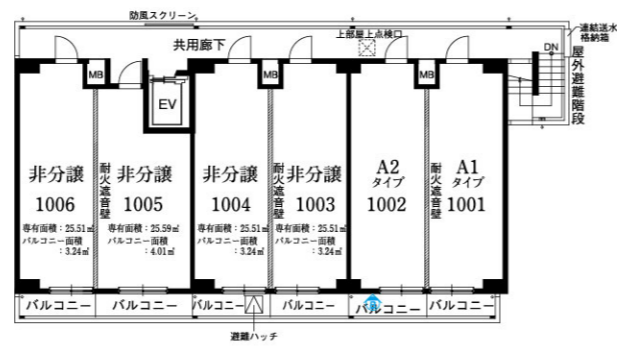 防風スクリーン
連結送水
格納箱
共用廊下
上部屋上点検口
DN
屋外避難階段
MB
EV
MB
MB
非分譲
1006
専有面積：25.51㎡
バルコニー面積
：3.24㎡
耐火遮音壁
非分譲
1005
専有面積：25.59㎡
バルコニー面積
：4.01㎡
非分譲
1004
専有面積：25.51㎡
バルコニー面積
：3.24㎡
耐火遮音壁
非分譲
1003
専有面積：25.51㎡
バルコニー面積
：3.24㎡
A2
タイプ
1002
耐火遮音壁
A1
タイプ
1001
バルコニー
バルコニー
バルコニー
バルコニー
バルコニー
バルコニー
避難ハッチ